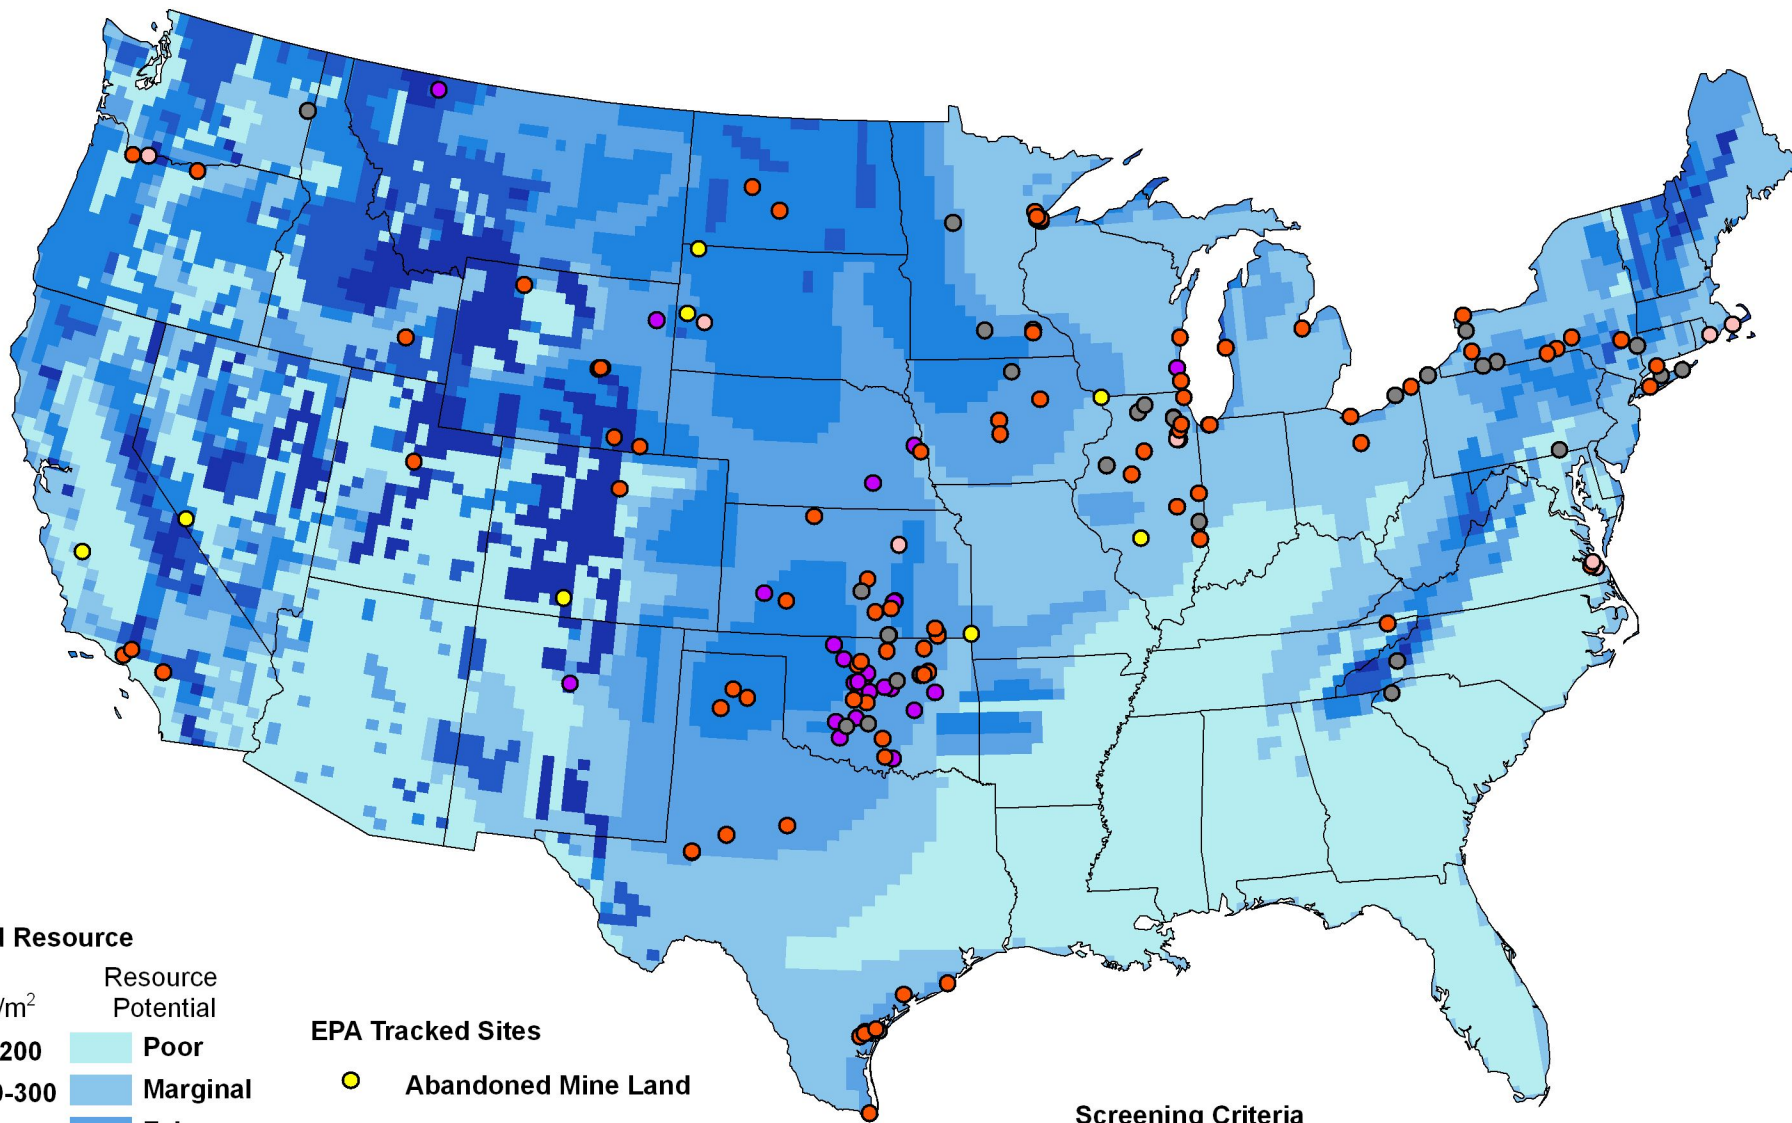 Resource
Resource
Potential
/m²
200
Poor
-300
Marginal
EPA Tracked Sites
Abandoned Mine Land
Screening Criteria